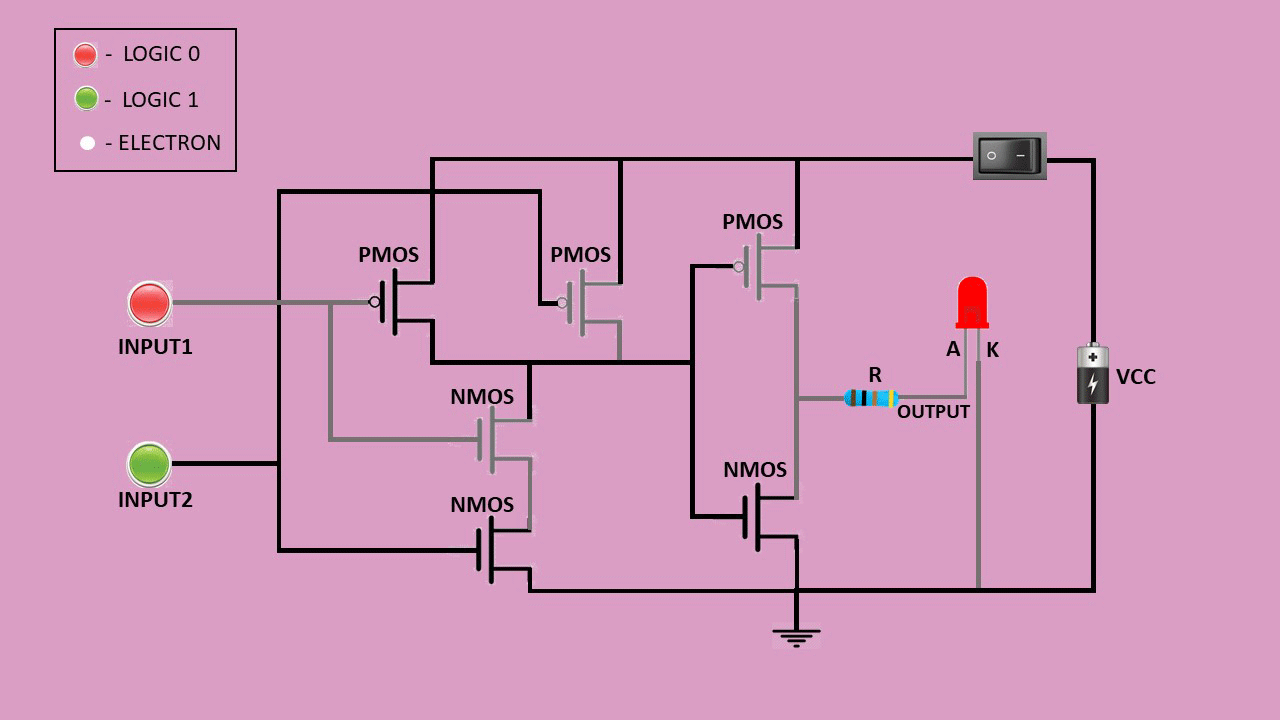 - LOGIC 0
- LOGIC 1
- ELECTRON
PMOS
PMOS
PMOS
INPUT1
A
K
R
VCC
NMOS
OUTPUT
INPUT2
NMOS
NMOS